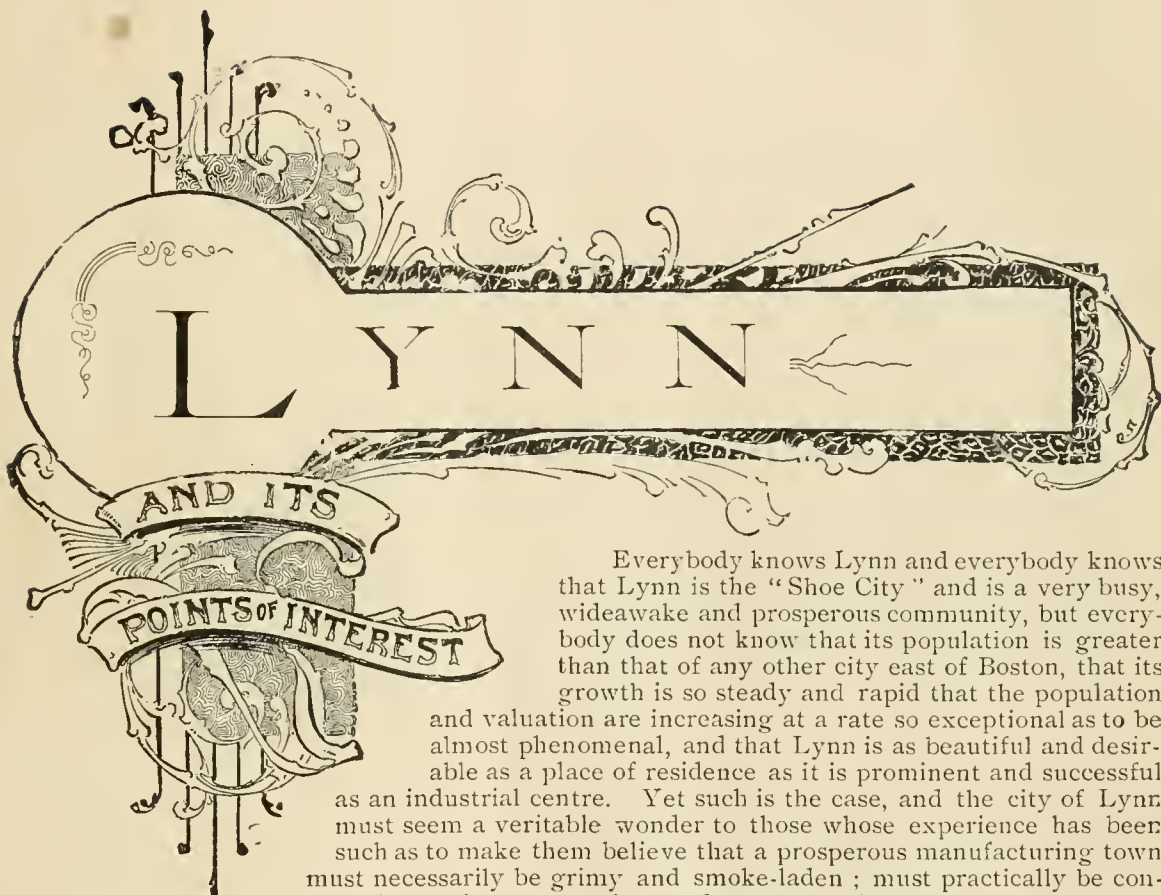 LYNN
AND ITS
POINTS OF INTEREST
Everybody knows Lynn and everybody knows
that Lynn is the "Shoe City" and is a very busy,
wideawake and prosperous community, but every-
body does not know that its population is greater
than that of any other city east of Boston, that its
growth is so steady and rapid that the population
and valuation are increasing at a rate so exceptional as to be
almost phenomenal, and that Lynn is as beautiful and desir-
able as a place of residence as it is prominent and successful
as an industrial centre. Yet such is the case, and the city of Lynn
must seem a veritable wonder to those whose experience has been
such as to make them believe that a prosperous manufacturing town
must necessarily be grimy and smoke-laden ; must practically be con-